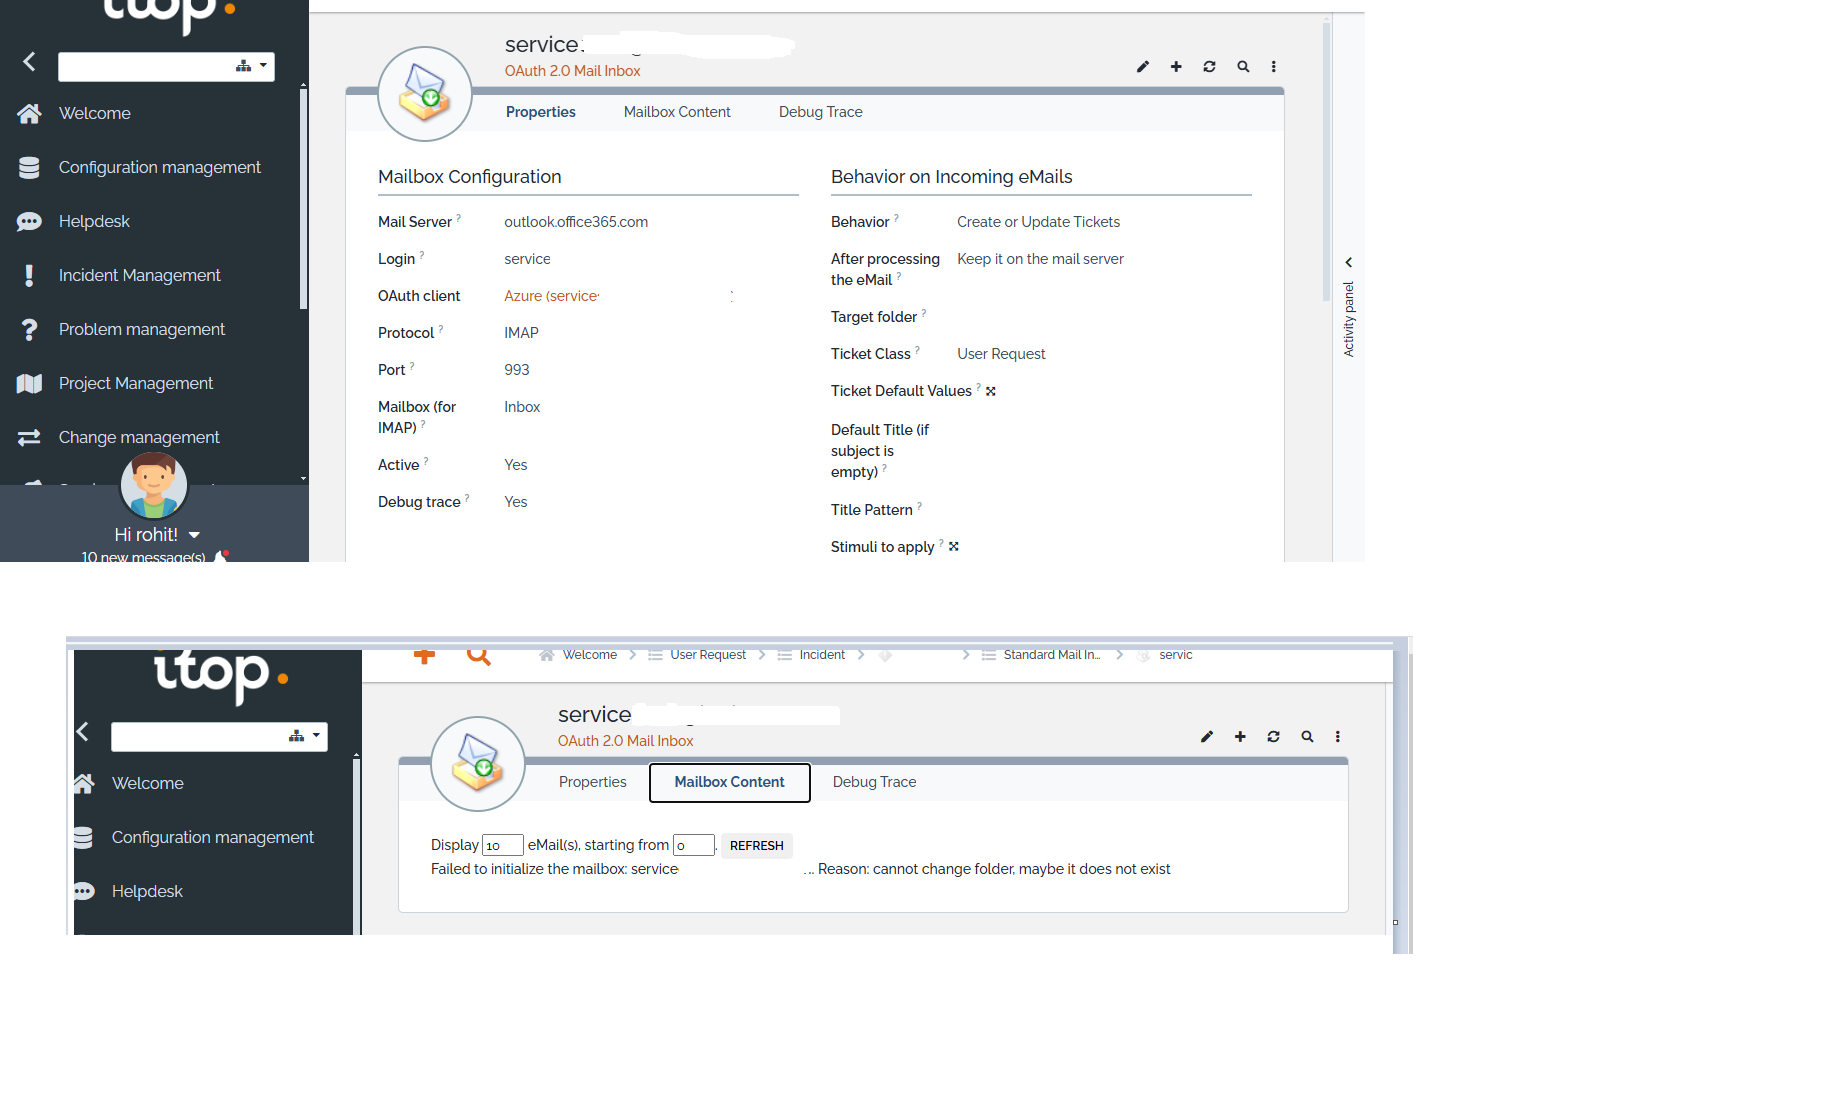 itop
service
OAuth 2.0 Mail Inbox
Properties Mailbox Content Debug Trace
Welcome
Configuration management
Helpdesk
Incident Management
Problem management
Project Management
Change management
Hi rohit!
10 new message(s)
Mailbox Configuration
Mail Server ? outlook.office365.com
Login ? service
OAuth client Azure (service
Protocol ? IMAP
Port ? 993
Mailbox (for
IMAP) ? Inbox
Active ? Yes
Debug trace ? Yes
Behavior on Incoming eMails
Behavior ? Create or Update Tickets
After processing
the eMail ? Keep it on the mail server
Target folder ?
Ticket Class ? User Request
Ticket Default Values ?
Default Title (if
subject is
empty) ?
Title Pattern ?
Stimuli to apply ?
Activity panel
itop
Welcome User Request Incident Standard Mail In... servic
service
OAuth 2.0 Mail Inbox
Properties Mailbox Content Debug Trace
Welcome
Configuration management
Helpdesk
Display 10 eMail(s), starting from 0 . REFRESH
Failed to initialize the mailbox: service ... Reason: cannot change folder, maybe it does not exist